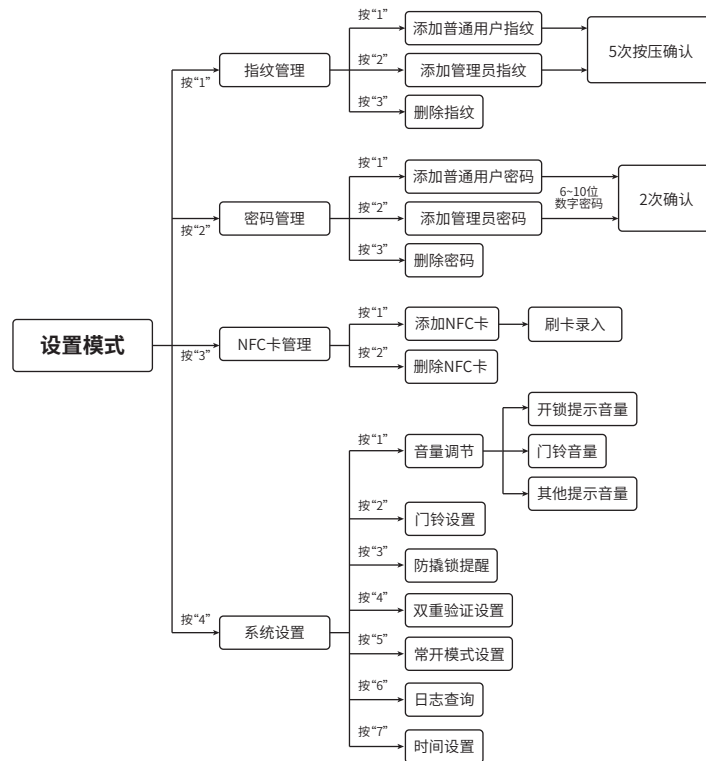 设置模式
按“1”
指纹管理
按“1”
添加普通用户指纹
按“2”
添加管理员指纹
5次按压确认
按“3”
删除指纹
按“2”
密码管理
按“1”
添加普通用户密码
按“2”
添加管理员密码
6~10位
数字密码
2次确认
按“3”
删除密码
按“3”
NFC卡管理
按“1”
添加NFC卡
刷卡录入
按“2”
删除NFC卡
按“4”
系统设置
按“1”
音量调节
开锁提示音量
门铃音量
其他提示音量
按“2”
门铃设置
按“3”
防撬锁提醒
按“4”
双重验证设置
按“5”
常开模式设置
按“6”
日志查询
按“7”
时间设置